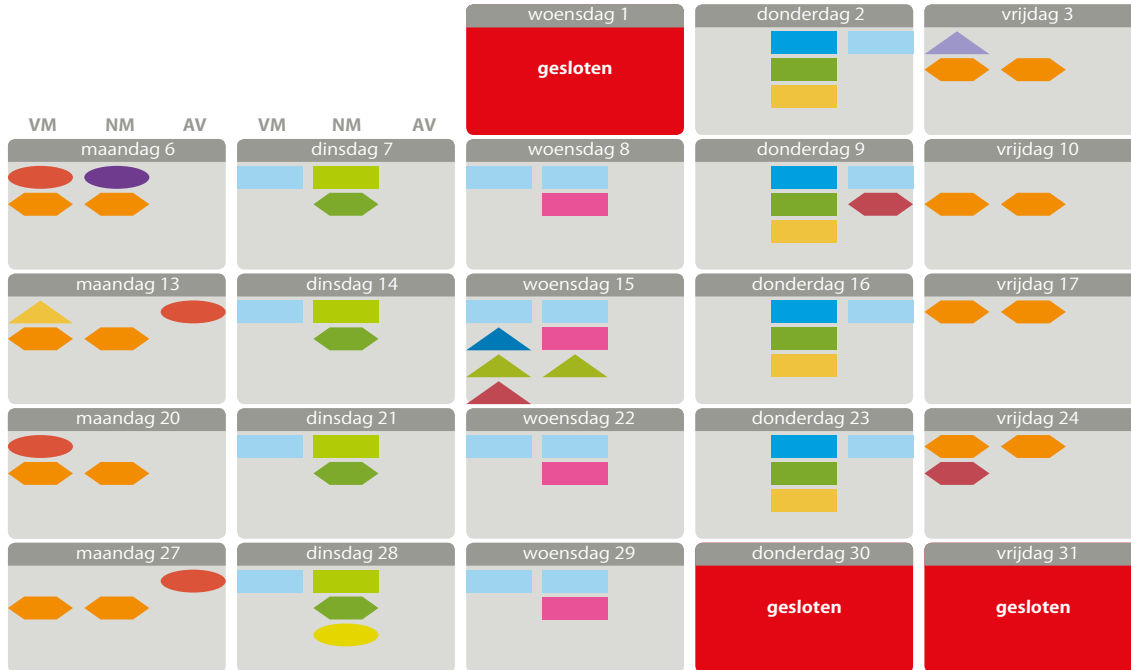 woensdag 1
donderdag 2
vrijdag 3
gesloten
VM NM AV VM NM AV
maandag 6
dinsdag 7
woensdag 8
donderdag 9
vrijdag 10
maandag 13
dinsdag 14
woensdag 15
donderdag 16
vrijdag 17
maandag 20
dinsdag 21
woensdag 22
donderdag 23
vrijdag 24
maandag 27
dinsdag 28
woensdag 29
donderdag 30
vrijdag 31
gesloten
gesloten